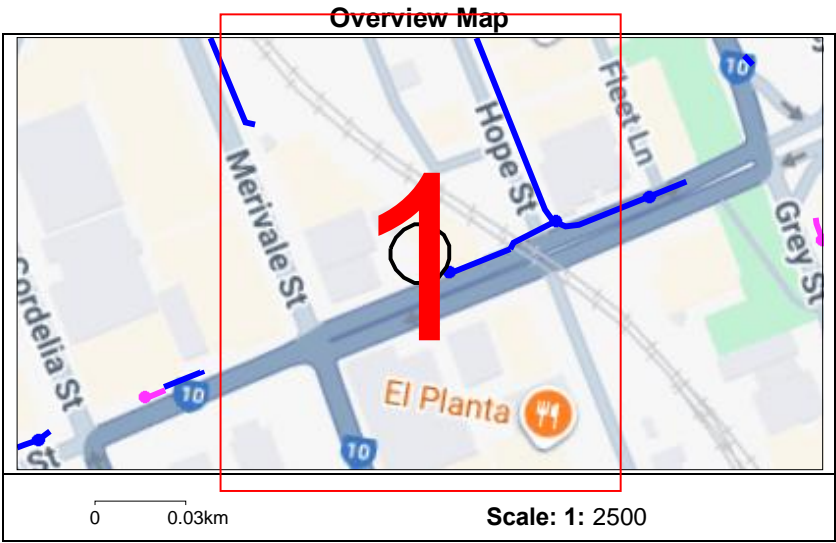 Overview Map
10
Fleet Ln
Hope St
Merivale St
1
Grey St
Cordelia St
10
El Planta
10
St
0 0.03km
Scale: 1: 2500